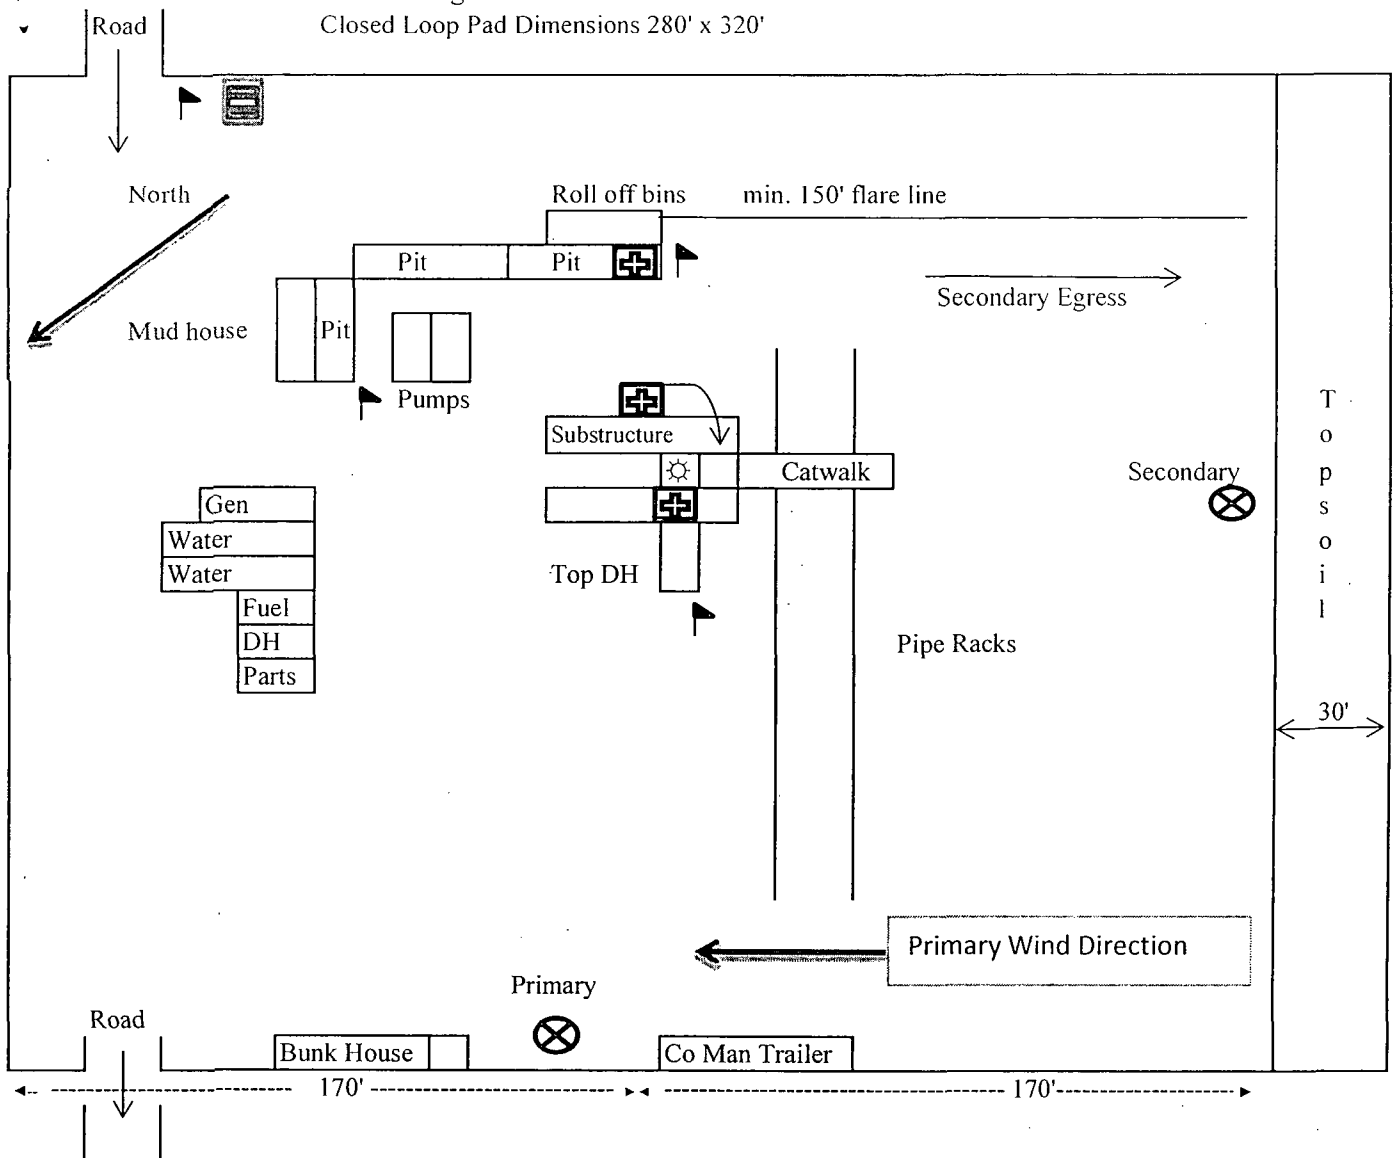 Road
Closed Loop Pad Dimensions 280' x 320'
North
Roll off bins
min. 150' flare line
Pit
Pit
Secondary Egress
Mud house
Pit
Pumps
Topsoil
Substructure
Catwalk
Secondary
Gen
Water
Water
Top DH
Fuel
DH
Parts
Pipe Racks
30'
Primary Wind Direction
Primary
Road
Bunk House
Co Man Trailer
170'
170'